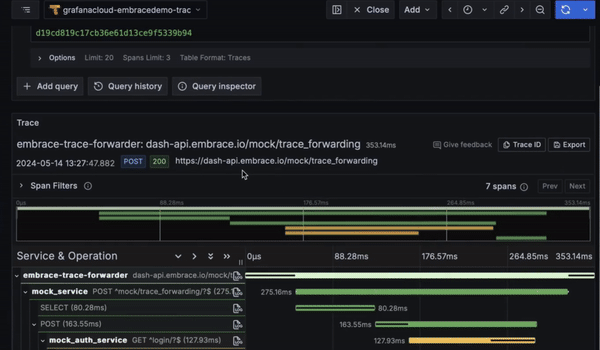 grafanacloud-embracedemo-trac
Close
Add
d19cd819c17cb36e61d13ce9f5339b94
Options Limit: 20 Spans Limit: 3 Table Format: Traces
+ Add query Query history Query inspector
Trace
embrace-trace-forwarder: dash-api.embrace.io/mock/trace_forwarding 353.14ms
Give feedback Trace ID Export
2024-05-14 13:27:47.882 POST 200 https://dash-api.embrace.io/mock/trace_forwarding
Span Filters 7 spans Prev Next
0µs 88.28ms 176.57ms 264.85ms 353.14ms
Service & Operation 0µs 88.28ms 176.57ms 264.85ms 353.14ms
embrace-trace-forwarder dash-api.embrace.io/mock/t
mock_service POST ^mock/trace_forwarding/?$ (275.1 275.16ms
SELECT (80.28ms) 80.28ms
POST (163.55ms) 163.55ms
mock_auth_service GET ^login/?$ (127.93ms) 127.93ms